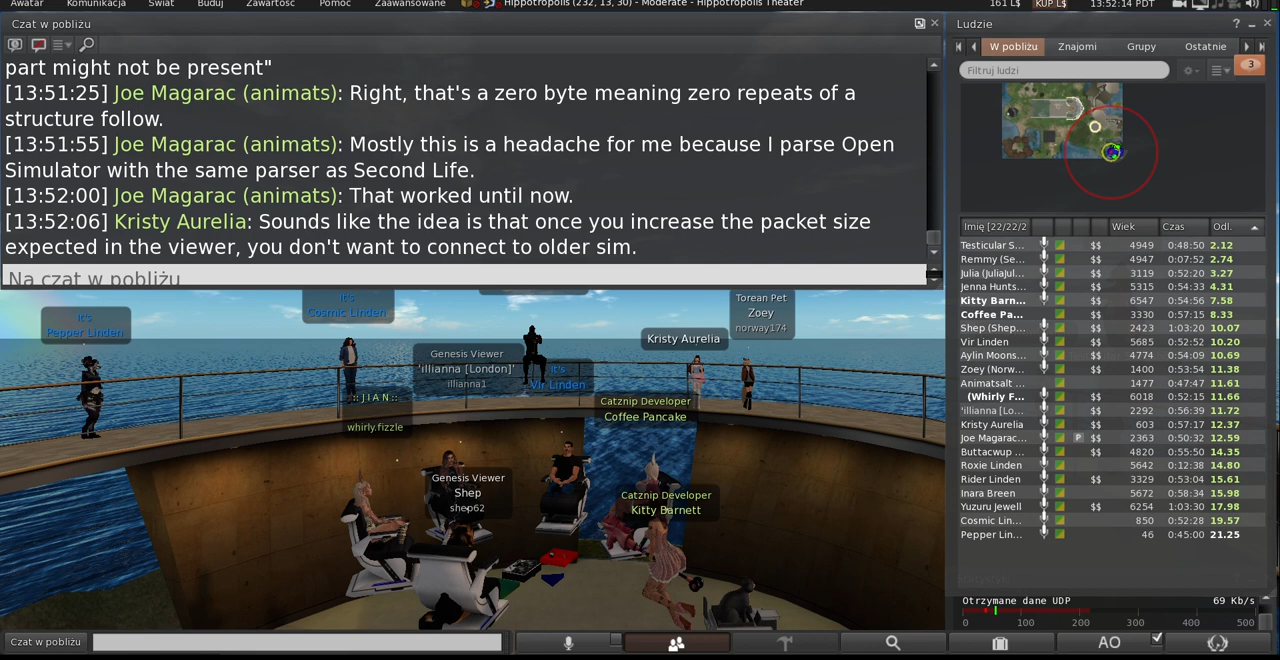 Awatar Komunikacja Świat Buduj Zawartość Pomoc Zaawansowane Hippotropolis (232, 13, 30) - Moderate - Hippotropolis Theater 161 L$ KUP L$ 13:52:14 PDT
Czat w pobliżu
part might not be present"
[13:51:25] Joe Magarac (animats): Right, that's a zero byte meaning zero repeats of a
structure follow.
[13:51:55] Joe Magarac (animats): Mostly this is a headache for me because I parse Open
Simulator with the same parser as Second Life.
[13:52:00] Joe Magarac (animats): That worked until now.
[13:52:06] Kristy Aurelia: Sounds like the idea is that once you increase the packet size
expected in the viewer, you don't want to connect to older sim.
Na czat w pobliżu
It's
Pepper Linden
It's
Cosmic Linden
Genesis Viewer
'illianna [London]'
illianna1
It's
Vir Linden
Kristy Aurelia
Torean Pet
Zoey
norway174
:: J I A N ::
whirly.fizzle
Catznip Developer
Coffee Pancake
Genesis Viewer
Shep
shep62
Catznip Developer
Kitty Barnett
Czat w pobliżu
AO
Ludzie
?
W pobliżu Znajomi Grupy Ostatnie
Filtruj ludzi
3
Imię [22/22/2 Wiek Czas Odl.
Testicular S... $$ 4949 0:48:50 2.12
Remmy (Se... $$ 4947 0:07:52 2.74
Julia (JuliaJul... $$ 3119 0:52:20 3.27
Jenna Hunts... $$ 5315 0:54:33 4.31
Kitty Barn... $$ 6547 0:54:56 7.58
Coffee Pa... $$ 3330 0:57:15 8.33
Shep (Shep... $$ 2423 1:03:20 10.07
Vir Linden $$ 5685 0:52:52 10.20
Aylin Moons... $$ 4774 0:54:09 10.69
Zoey (Norw... $$ 1400 0:53:54 11.38
Animatsalt ... 1477 0:47:47 11.61
(Whirly F... $$ 6018 0:52:15 11.66
'illianna [Lo... $$ 2292 0:56:39 11.72
Kristy Aurelia $$ 603 0:57:17 12.37
Joe Magarac... P $$ 2363 0:50:32 12.59
Buttacwup ... $$ 4820 0:55:50 14.35
Roxie Linden 5642 0:12:38 14.80
Rider Linden $$ 3329 0:53:04 15.61
Inara Breen 5672 0:58:34 15.98
Yuzuru Jewell $$ 6254 1:03:30 17.98
Cosmic Lin... 850 0:52:28 19.57
Pepper Lin... 46 0:45:00 21.25
Otrzymane dane UDP 69 Kb/s
0 100 200 300 400 500